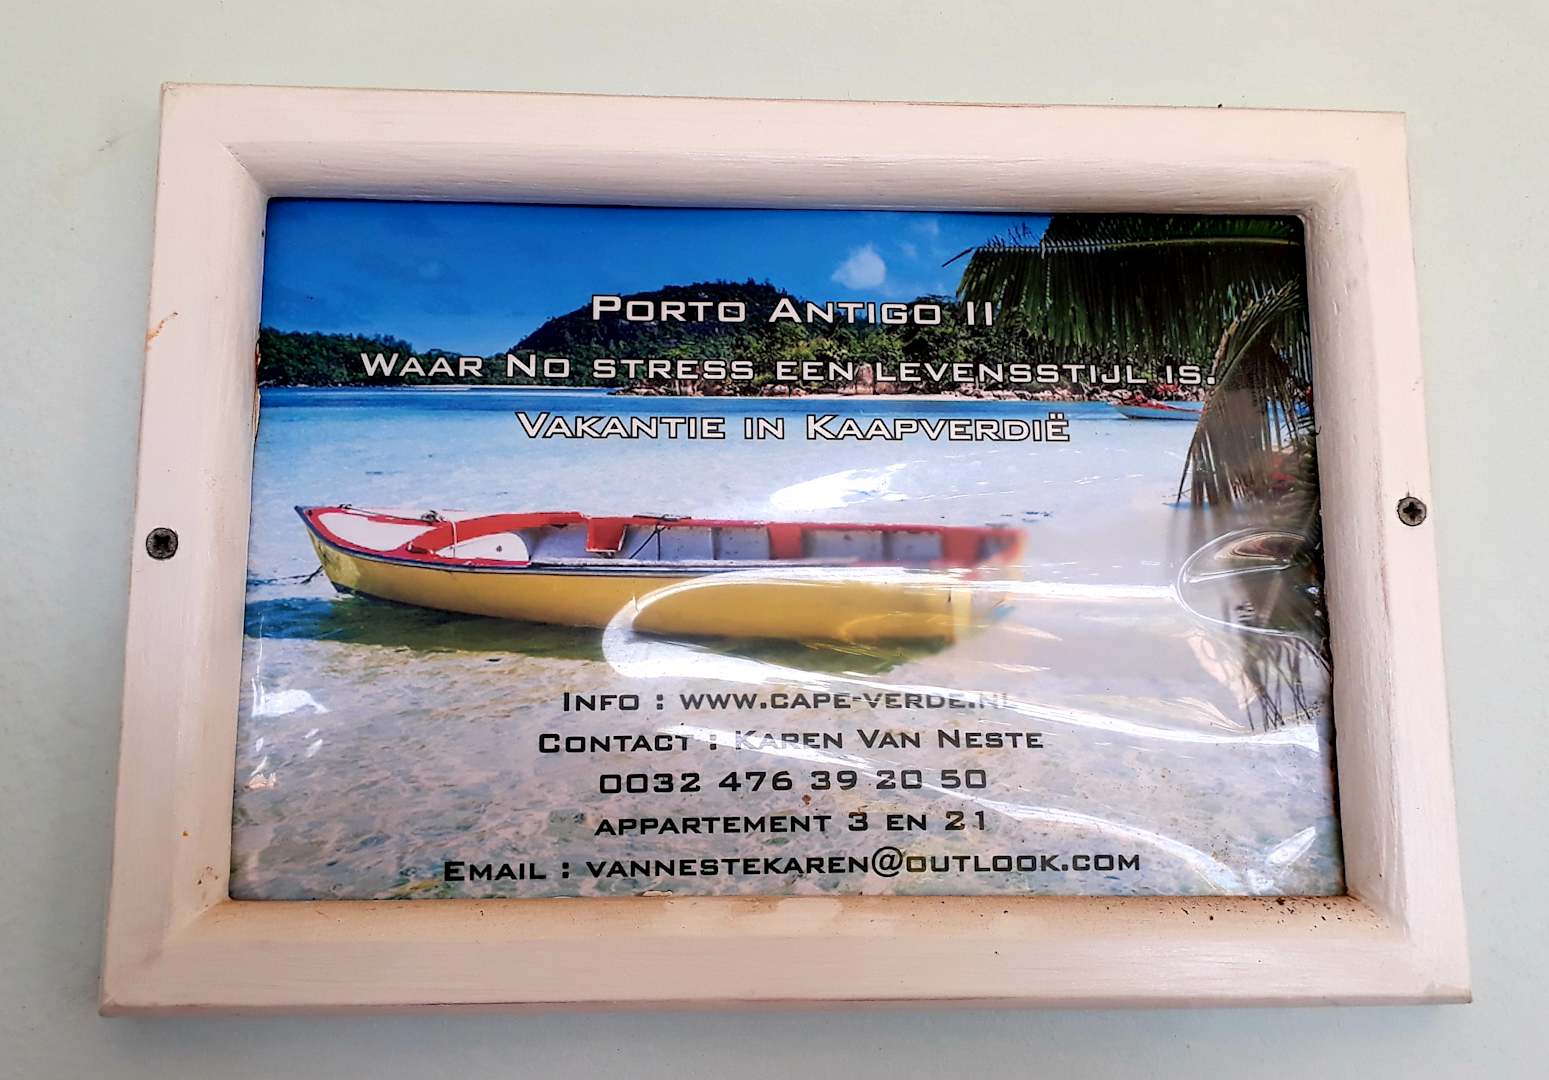 Porto Antigo II
Waar No stress een levensstijl is.
Vakantie in Kaapverdië
Info : www.cape-verde.nl
Contact : Karen Van Neste
0032 476 39 20 50
appartement 3 en 21
Email : vannestekaren@outlook.com